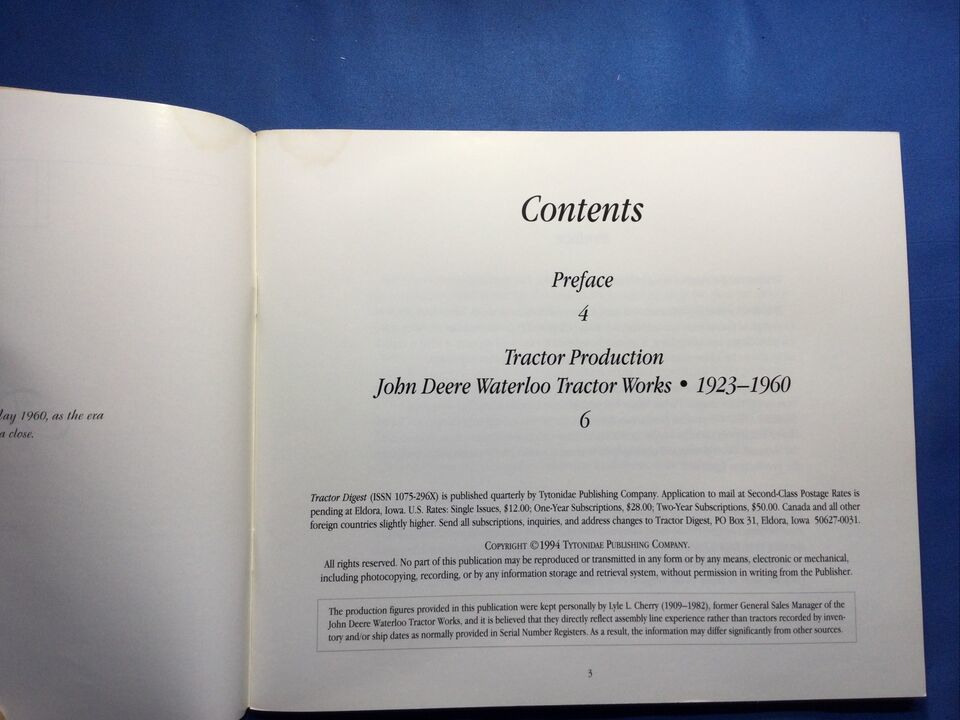 May 1960, as the era
a close.
Contents
Preface
4
Tractor Production
John Deere Waterloo Tractor Works • 1923–1960
6
Tractor Digest (ISSN 1075-296X) is published quarterly by Tytonidae Publishing Company. Application to mail at Second-Class Postage Rates is
pending at Eldora, Iowa. U.S. Rates: Single Issues, $12.00; One-Year Subscriptions, $28.00; Two-Year Subscriptions, $50.00. Canada and all other
foreign countries slightly higher. Send all subscriptions, inquiries, and address changes to Tractor Digest, PO Box 31, Eldora, Iowa 50627-0031.
Copyright ©1994 Tytonidae Publishing Company.
All rights reserved. No part of this publication may be reproduced or transmitted in any form or by any means, electronic or mechanical,
including photocopying, recording, or by any information storage and retrieval system, without permission in writing from the Publisher.
The production figures provided in this publication were kept personally by Lyle L. Cherry (1909–1982), former General Sales Manager of the
John Deere Waterloo Tractor Works, and it is believed that they directly reflect assembly line experience rather than tractors recorded by inven-
tory and/or ship dates as normally provided in Serial Number Registers. As a result, the information may differ significantly from other sources.
3